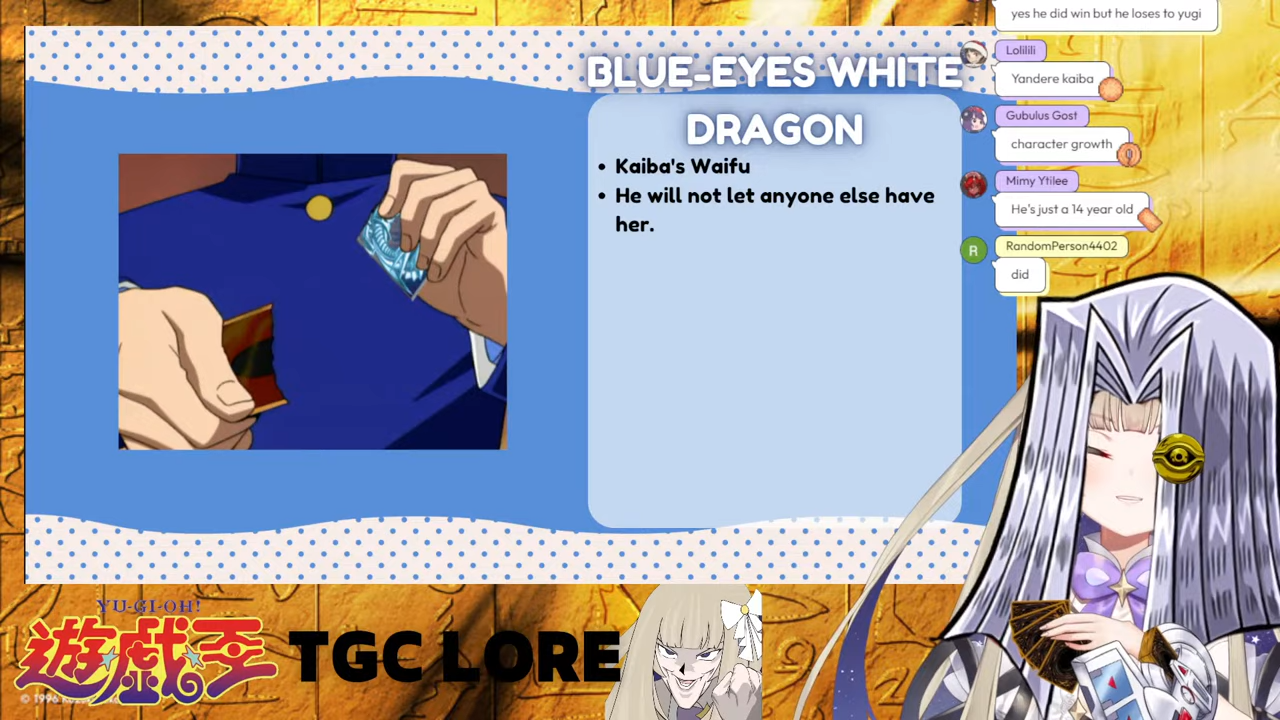 yes he did win but he loses to yugi
Lolilili
Yandere kaiba
Gubulus Gost
character growth
Mimy Ytilee
He's just a 14 year old
R
RandomPerson4402
did
BLUE-EYES WHITE
DRAGON
• Kaiba's Waifu
• He will not let anyone else have
her.
YU-GI-OH!
遊戯王
TGC LORE
© 1996